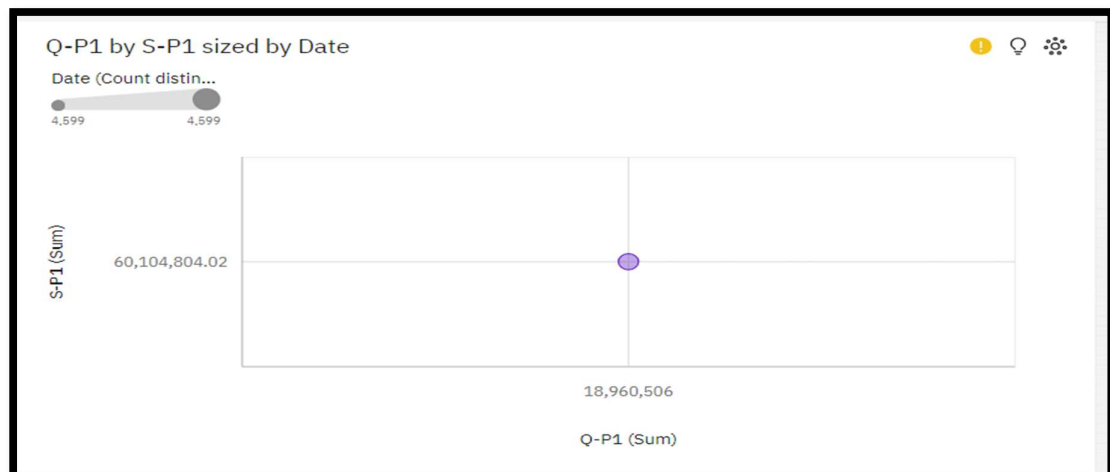 Q-P1 by S-P1 sized by Date
Date (Count distin...
4,599 4,599
S-P1 (Sum)
60,104,804.02
18,960,506
Q-P1 (Sum)